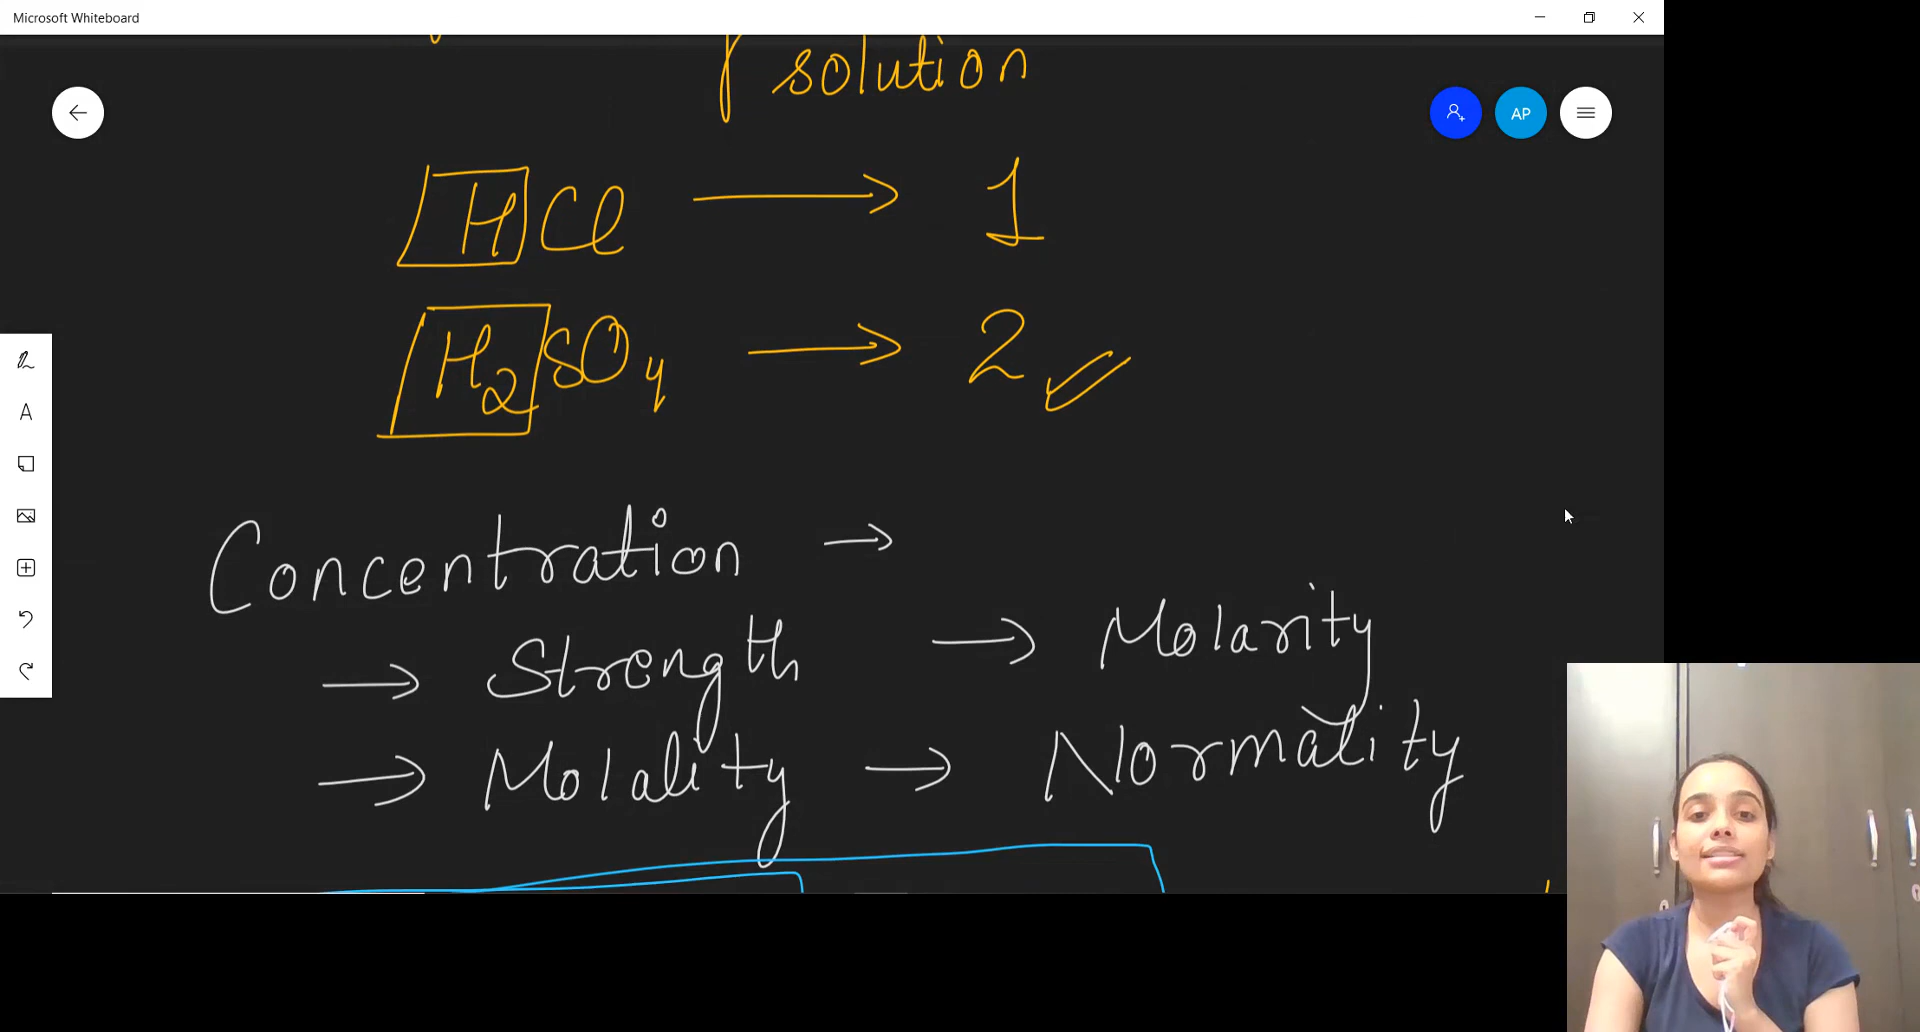 Microsoft Whiteboard
solution
AP
HCl → 1
H₂SO₄ → 2 ✓
A
Concentration →
→ Strength → Molarity
→ Molality → Normality